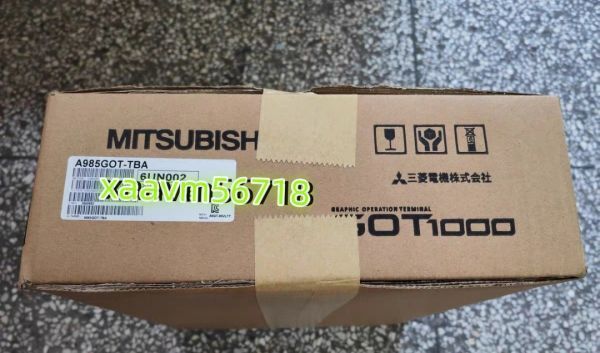 MITSUBISH
A985GOT-TBA
6UN002
xaavm56718
三菱電機株式会社
GRAPHIC OPERATION TERMINAL
GOT1000